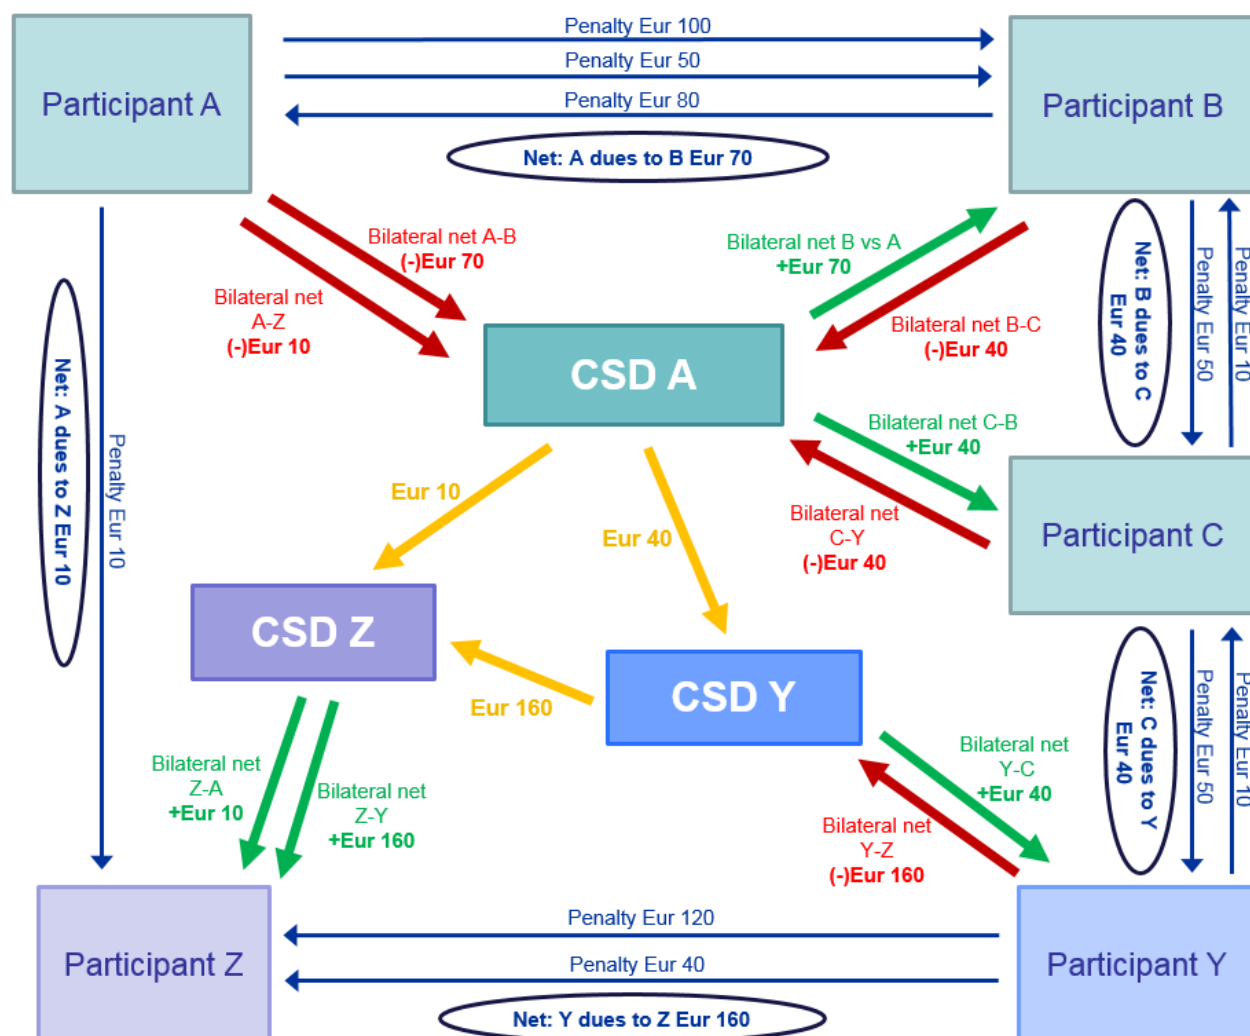 Penalty Eur 100
Participant A
Penalty Eur 50
Participant B
Penalty Eur 80
Net: A dues to B Eur 70
Bilateral net A-B
(-)Eur 70
Bilateral net B vs A
+Eur 70
Bilateral net
A-Z
(-)Eur 10
Bilateral net B-C
(-)Eur 40
Net: B dues to C
Eur 40
Penalty Eur 50
Penalty Eur 10
CSD A
Net: A dues to Z Eur 10
Penalty Eur 10
Bilateral net C-B
+Eur 40
Eur 10
Eur 40
Bilateral net
C-Y
(-)Eur 40
Participant C
CSD Z
CSD Y
Eur 160
Net: C dues to Y
Eur 40
Penalty Eur 50
Penalty Eur 10
Bilateral net
Z-A
+Eur 10
Bilateral net
Z-Y
+Eur 160
Bilateral net
Y-C
+Eur 40
Bilateral net
Y-Z
(-)Eur 160
Penalty Eur 120
Participant Z
Penalty Eur 40
Participant Y
Net: Y dues to Z Eur 160